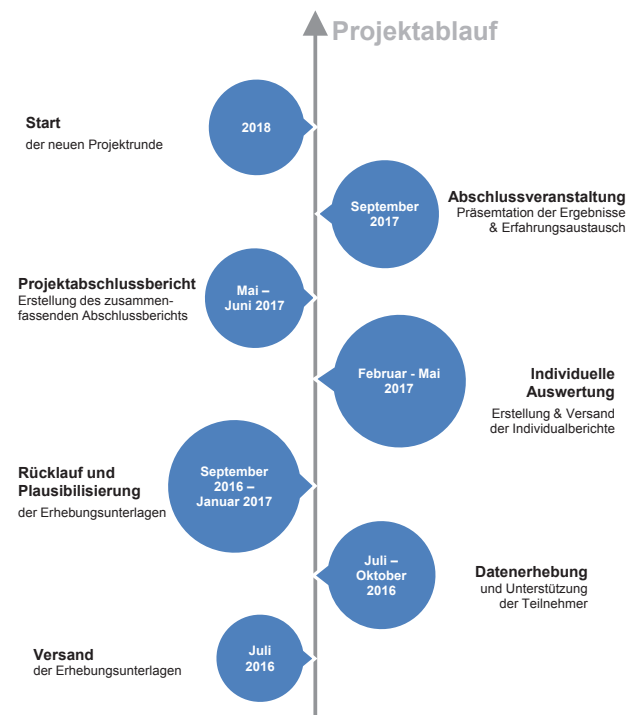 Projektablauf
Start
der neuen Projektrunde
2018
September
2017
Abschlussveranstaltung
Präsemtation der Ergebnisse
& Erfahrungsaustausch
Projektabschlussbericht
Erstellung des zusammen-
fassenden Abschlussberichts
Mai –
Juni 2017
Februar - Mai
2017
Individuelle
Auswertung
Erstellung & Versand
der Individualberichte
Rücklauf und
Plausibilisierung
der Erhebungsunterlagen
September
2016 –
Januar 2017
Juli –
Oktober
2016
Datenerhebung
und Unterstützung
der Teilnehmer
Versand
der Erhebungsunterlagen
Juli
2016